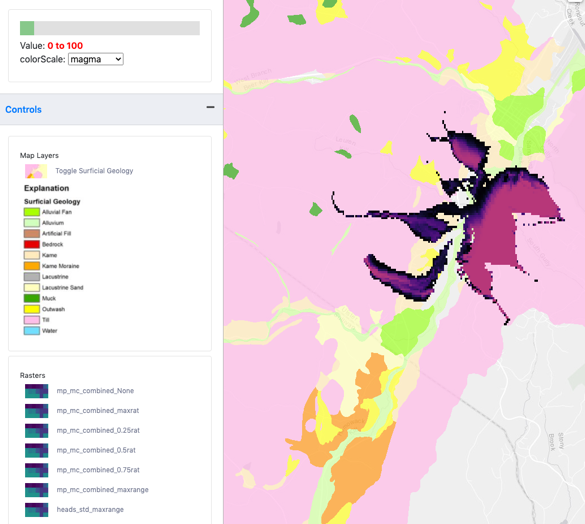 Value: 0 to 100
colorScale: magma
Controls
Map Layers
Toggle Surficial Geology
Explanation
Surficial Geology
Alluvial Fan
Alluvium
Artificial Fill
Bedrock
Kame
Kame Moraine
Lacustrine
Lacustrine Sand
Muck
Outwash
Till
Water
Rasters
mp_mc_combined_None
mp_mc_combined_maxrat
mp_mc_combined_0.25rat
mp_mc_combined_0.5rat
mp_mc_combined_0.75rat
mp_mc_combined_maxrange
heads_std_maxrange